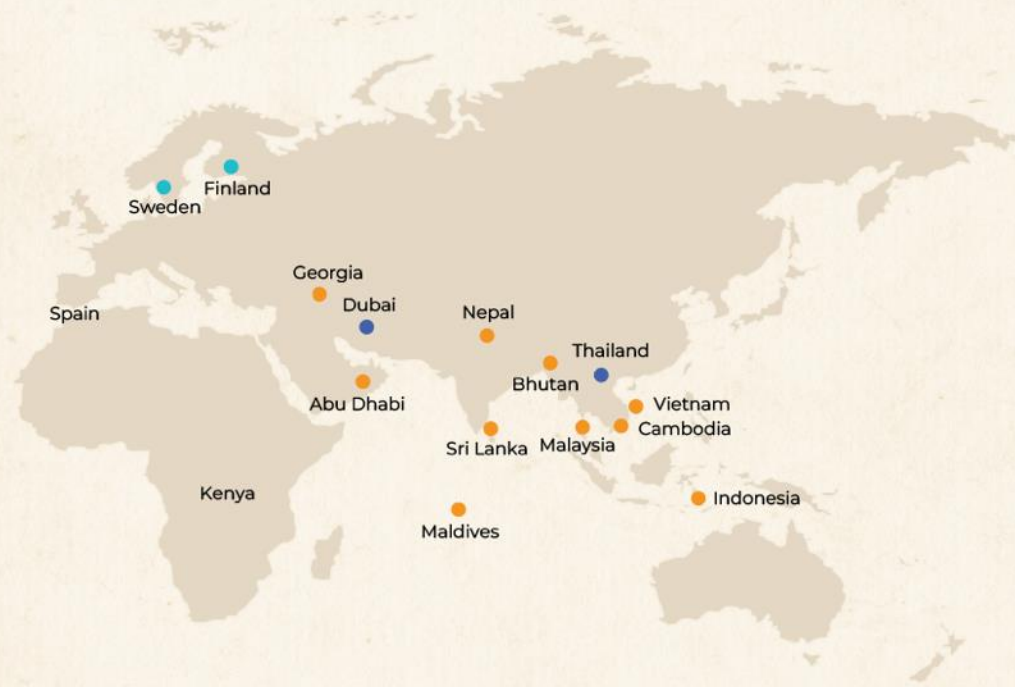 Finland
Sweden
Georgia
Dubai
Spain
Nepal
Thailand
Bhutan
Abu Dhabi
Vietnam
Cambodia
Sri Lanka
Malaysia
Kenya
Indonesia
Maldives